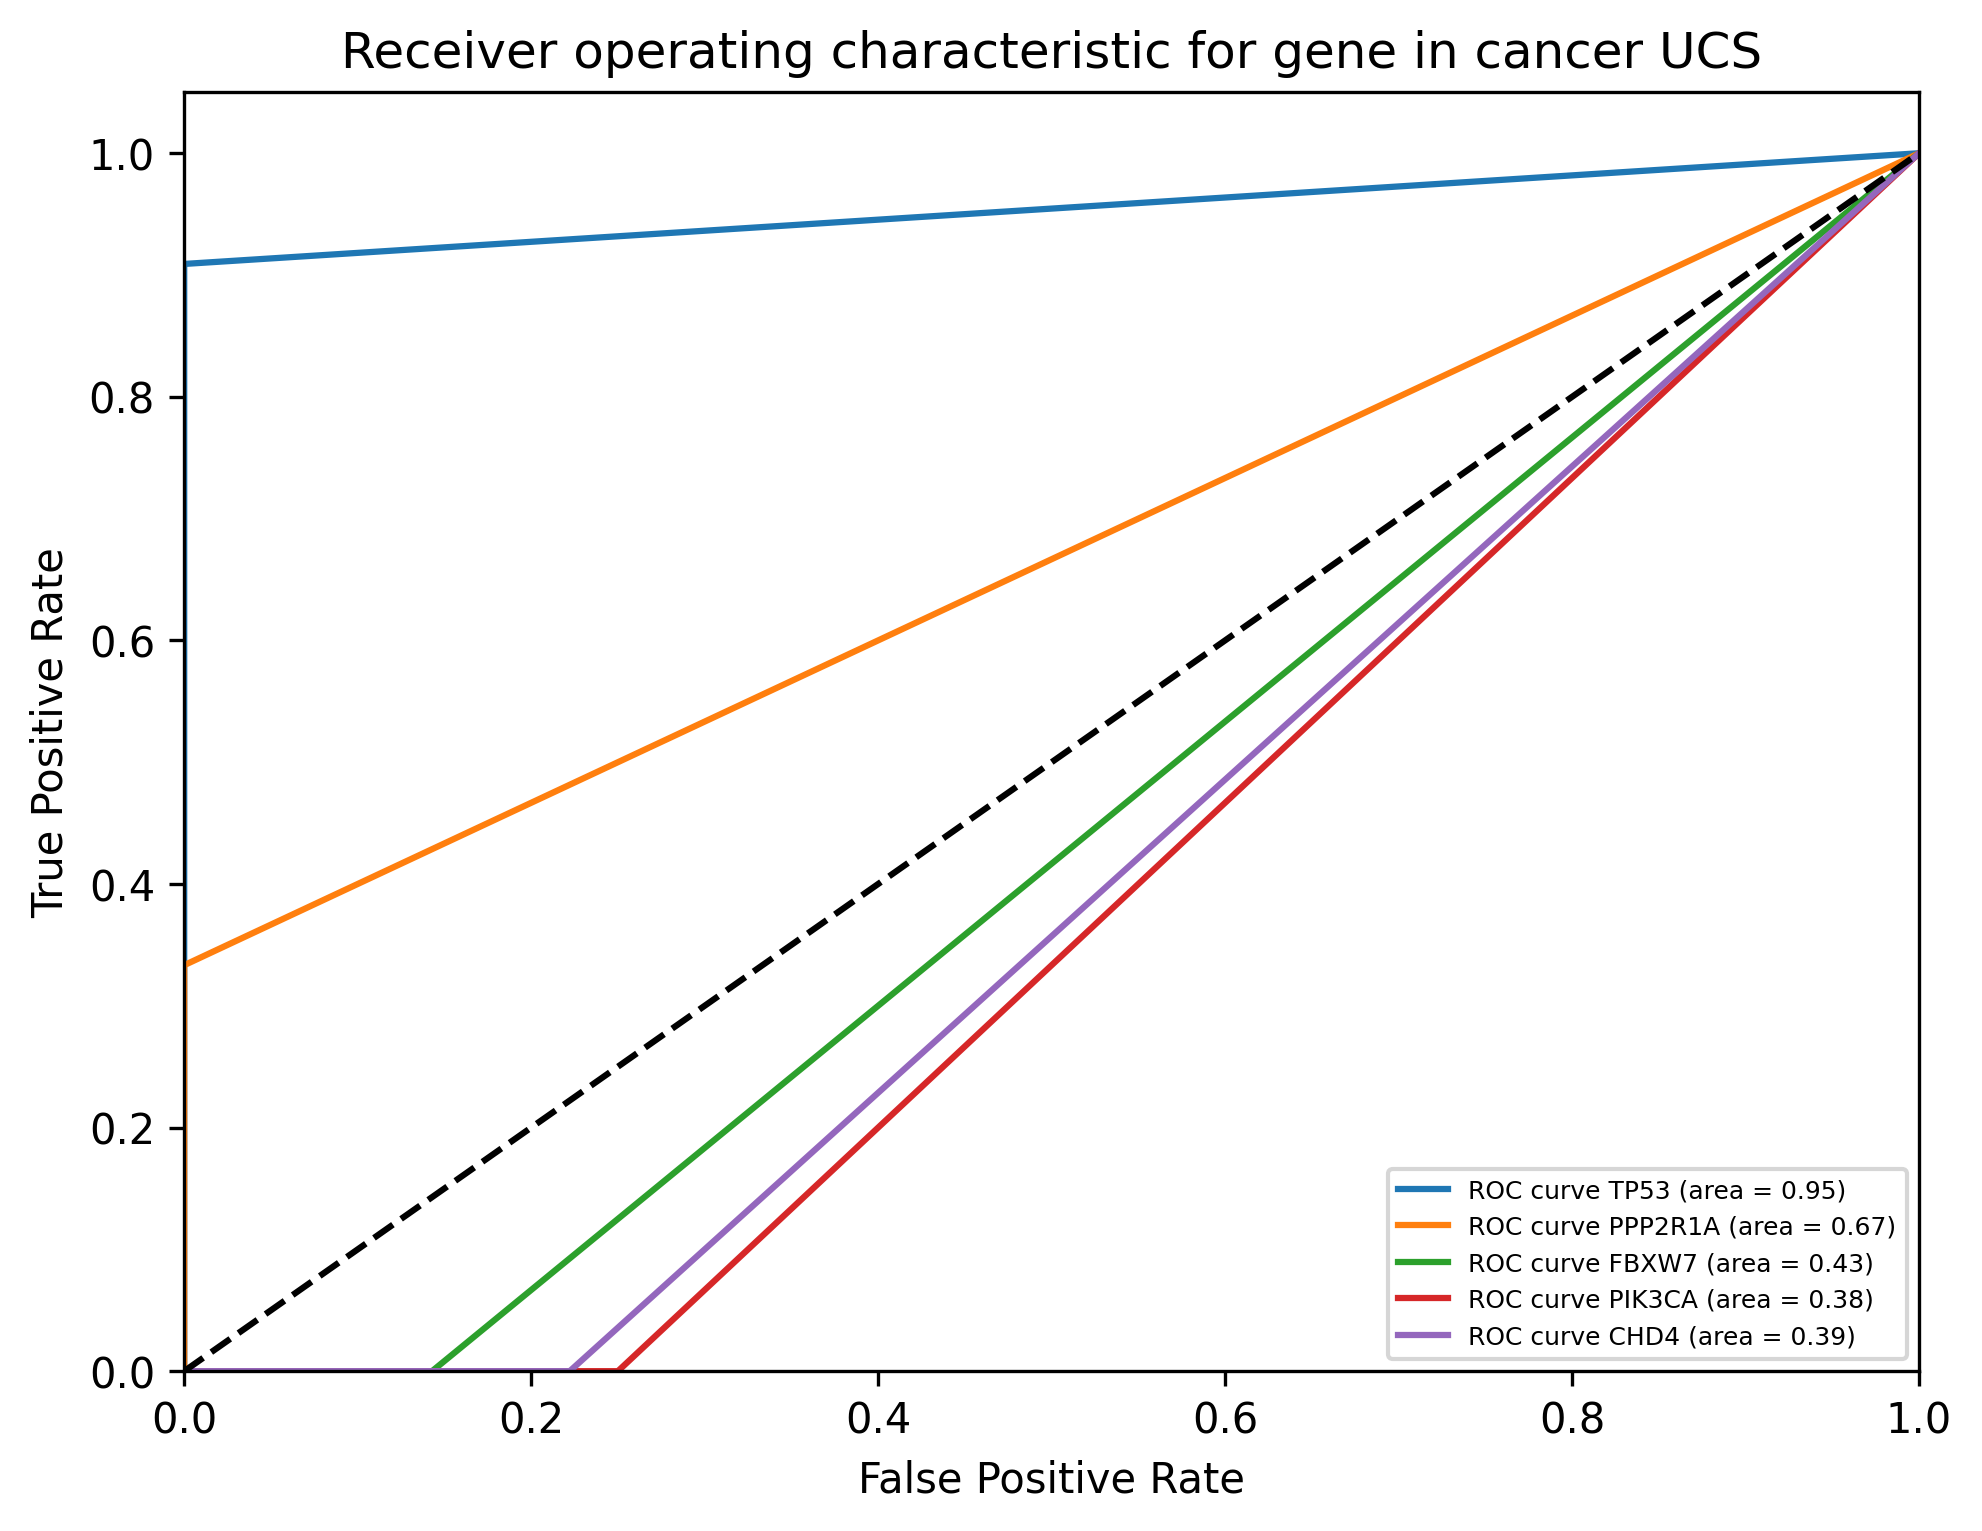 Receiver operating characteristic for gene in cancer UCS
True Positive Rate
1.0
0.8
0.6
0.4
0.2
0.0
ROC curve TP53 (area = 0.95)
ROC curve PPP2R1A (area = 0.67)
ROC curve FBXW7 (area = 0.43)
ROC curve PIK3CA (area = 0.38)
ROC curve CHD4 (area = 0.39)
0.0 0.2 0.4 0.6 0.8 1.0
False Positive Rate